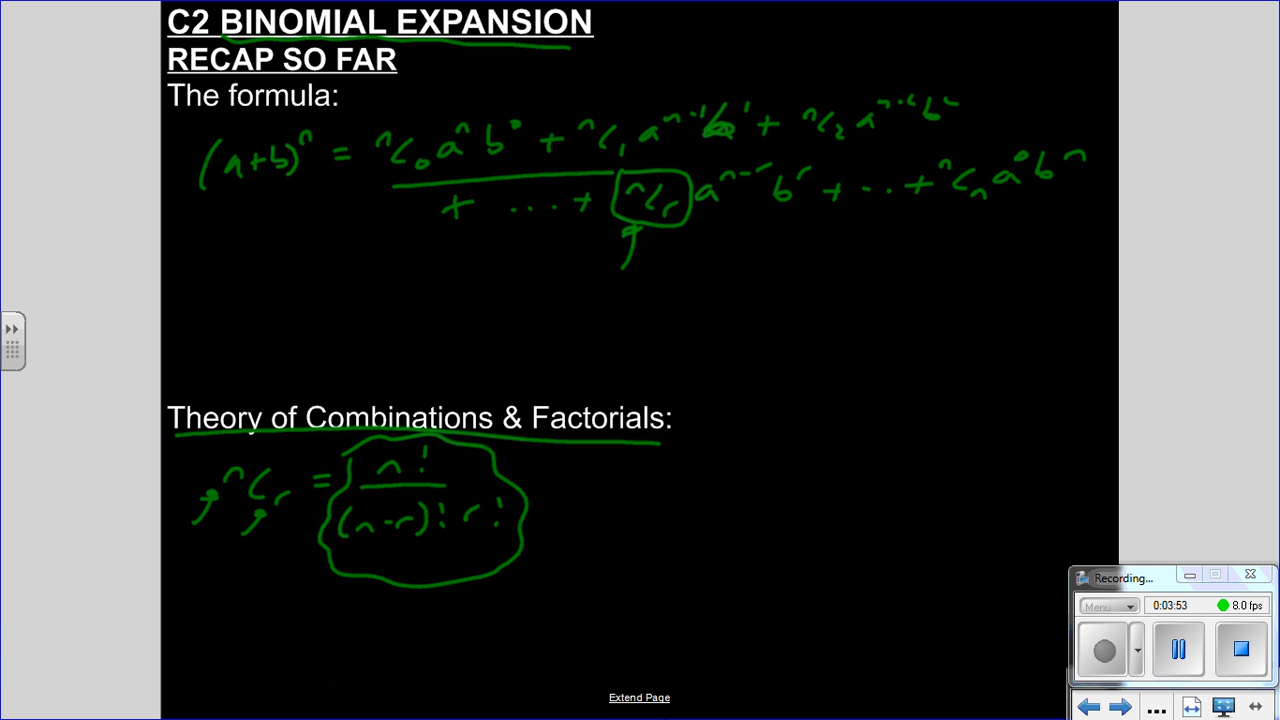 C2 BINOMIAL EXPANSION
RECAP SO FAR
The formula:
(a+b)ⁿ = ⁿC₀aⁿb⁰ + ⁿC₁aⁿ⁻¹b¹ + ⁿC₂aⁿ⁻²b²
+ ... + ⁿCᵣaⁿ⁻ʳbʳ + ... + ⁿCₙa⁰bⁿ
Theory of Combinations & Factorials:
ⁿCᵣ = n!/(n-r)! r!
Recording...
Menu
0:03:53
8.0 fps
Extend Page